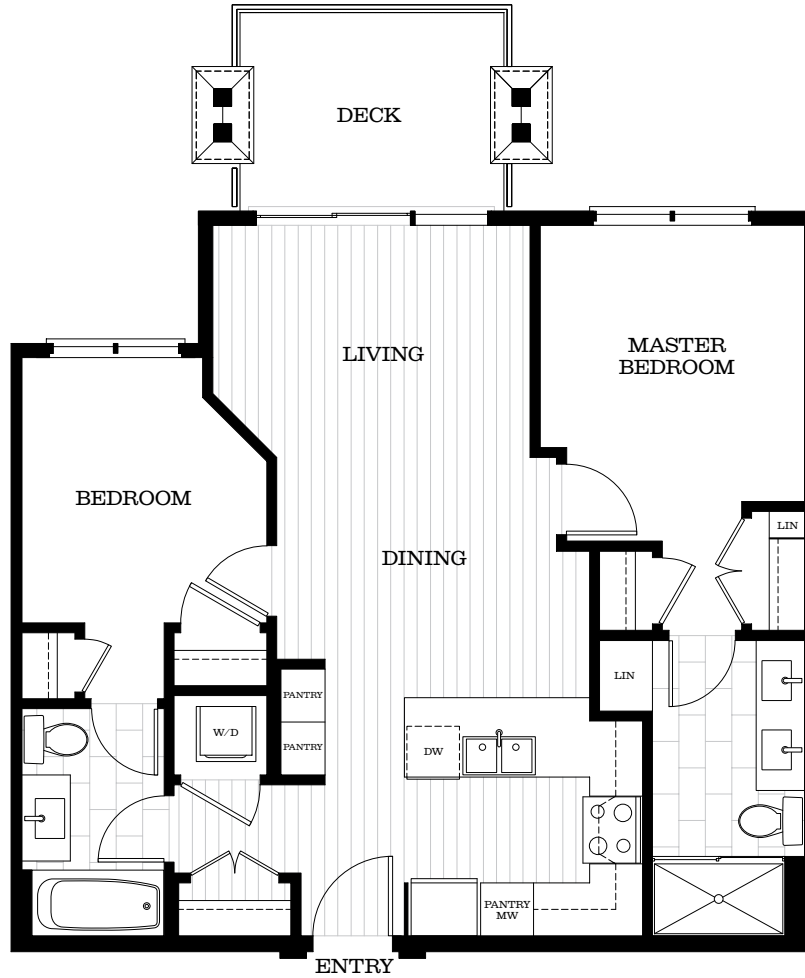 DECK
LIVING
MASTER
BEDROOM
BEDROOM
LIN
DINING
LIN
PANTRY
W/D
PANTRY
DW
PANTRY
MW
ENTRY